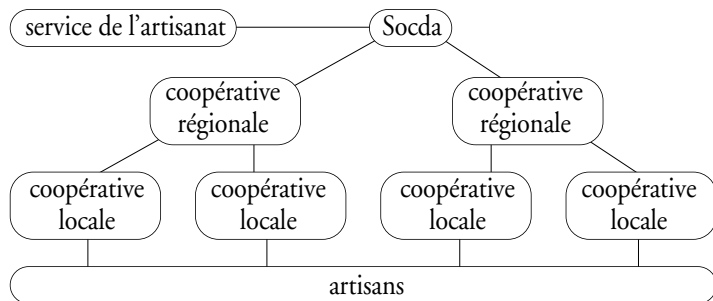 service de l’artisanat
Socda
coopérative
régionale
coopérative
régionale
coopérative
locale
coopérative
locale
coopérative
locale
coopérative
locale
artisans